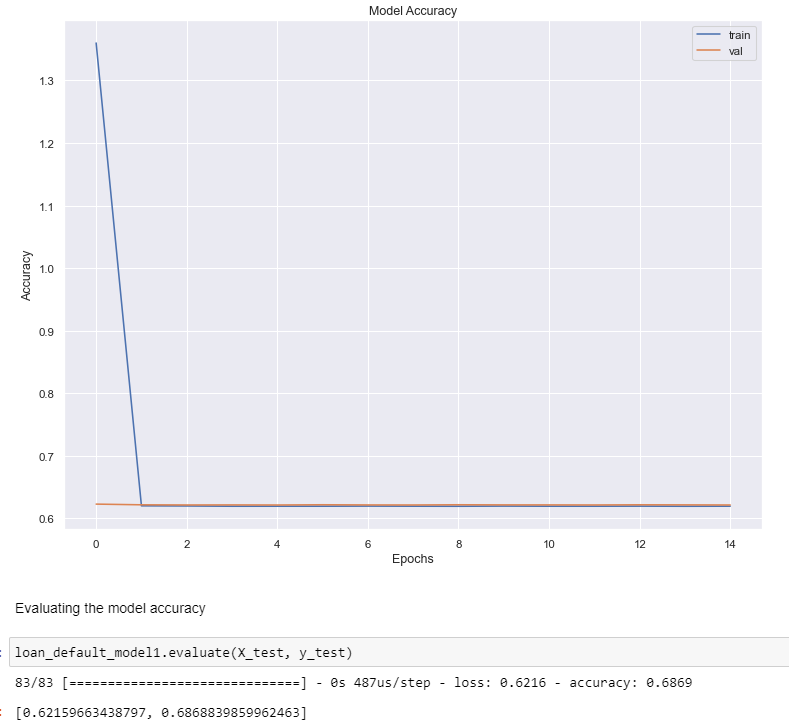 Model Accuracy
train
val
1.3
1.2
1.1
1.0
0.9
0.8
0.7
0.6
Accuracy
0 2 4 6 8 10 12 14
Epochs
Evaluating the model accuracy
: loan_default_model1.evaluate(X_test, y_test)
83/83 [==============================] - 0s 487us/step - loss: 0.6216 - accuracy: 0.6869
: [0.62159663438797, 0.6868839859962463]